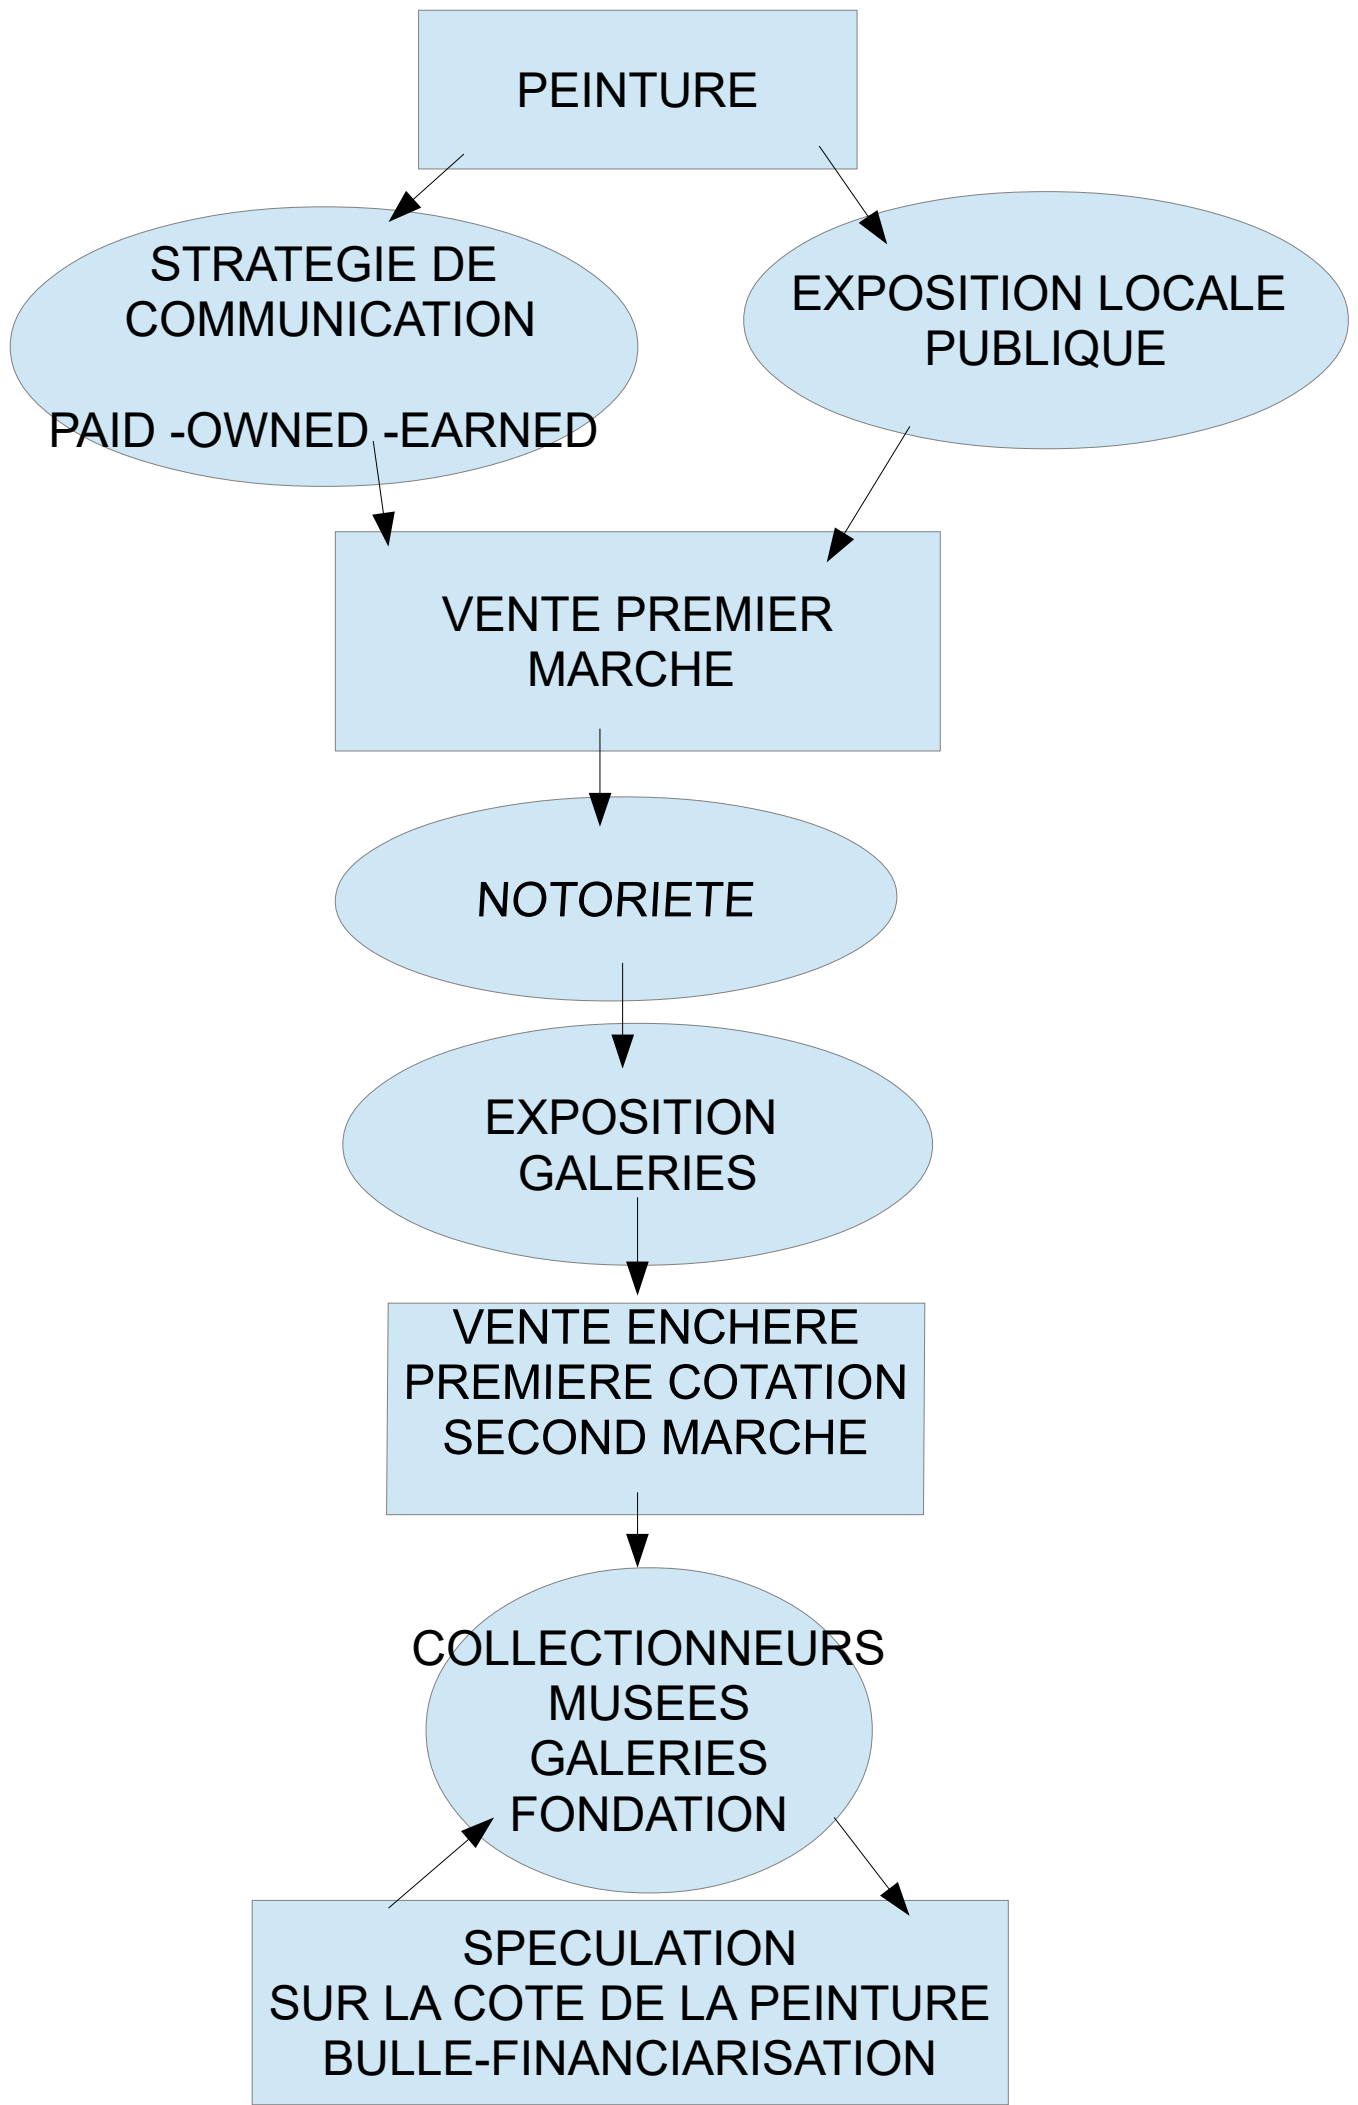 PEINTURE
STRATEGIE DE
COMMUNICATION
PAID -OWNED -EARNED
EXPOSITION LOCALE
PUBLIQUE
VENTE PREMIER
MARCHE
NOTORIETE
EXPOSITION
GALERIES
VENTE ENCHERE
PREMIERE COTATION
SECOND MARCHE
COLLECTIONNEURS
MUSEES
GALERIES
FONDATION
SPECULATION
SUR LA COTE DE LA PEINTURE
BULLE-FINANCIARISATION